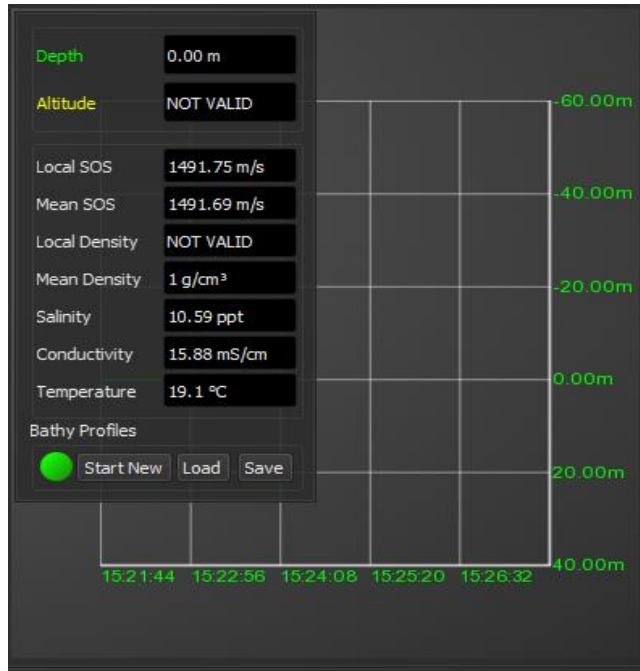 Depth 0.00 m
Altitude NOT VALID
Local SOS 1491.75 m/s
Mean SOS 1491.69 m/s
Local Density NOT VALID
Mean Density 1 g/cm³
Salinity 10.59 ppt
Conductivity 15.88 mS/cm
Temperature 19.1 ºC
Bathy Profiles
Start New Load Save
-60.00m
-40.00m
-20.00m
0.00m
20.00m
40.00m
15:21:44 15:22:56 15:24:08 15:25:20 15:26:32